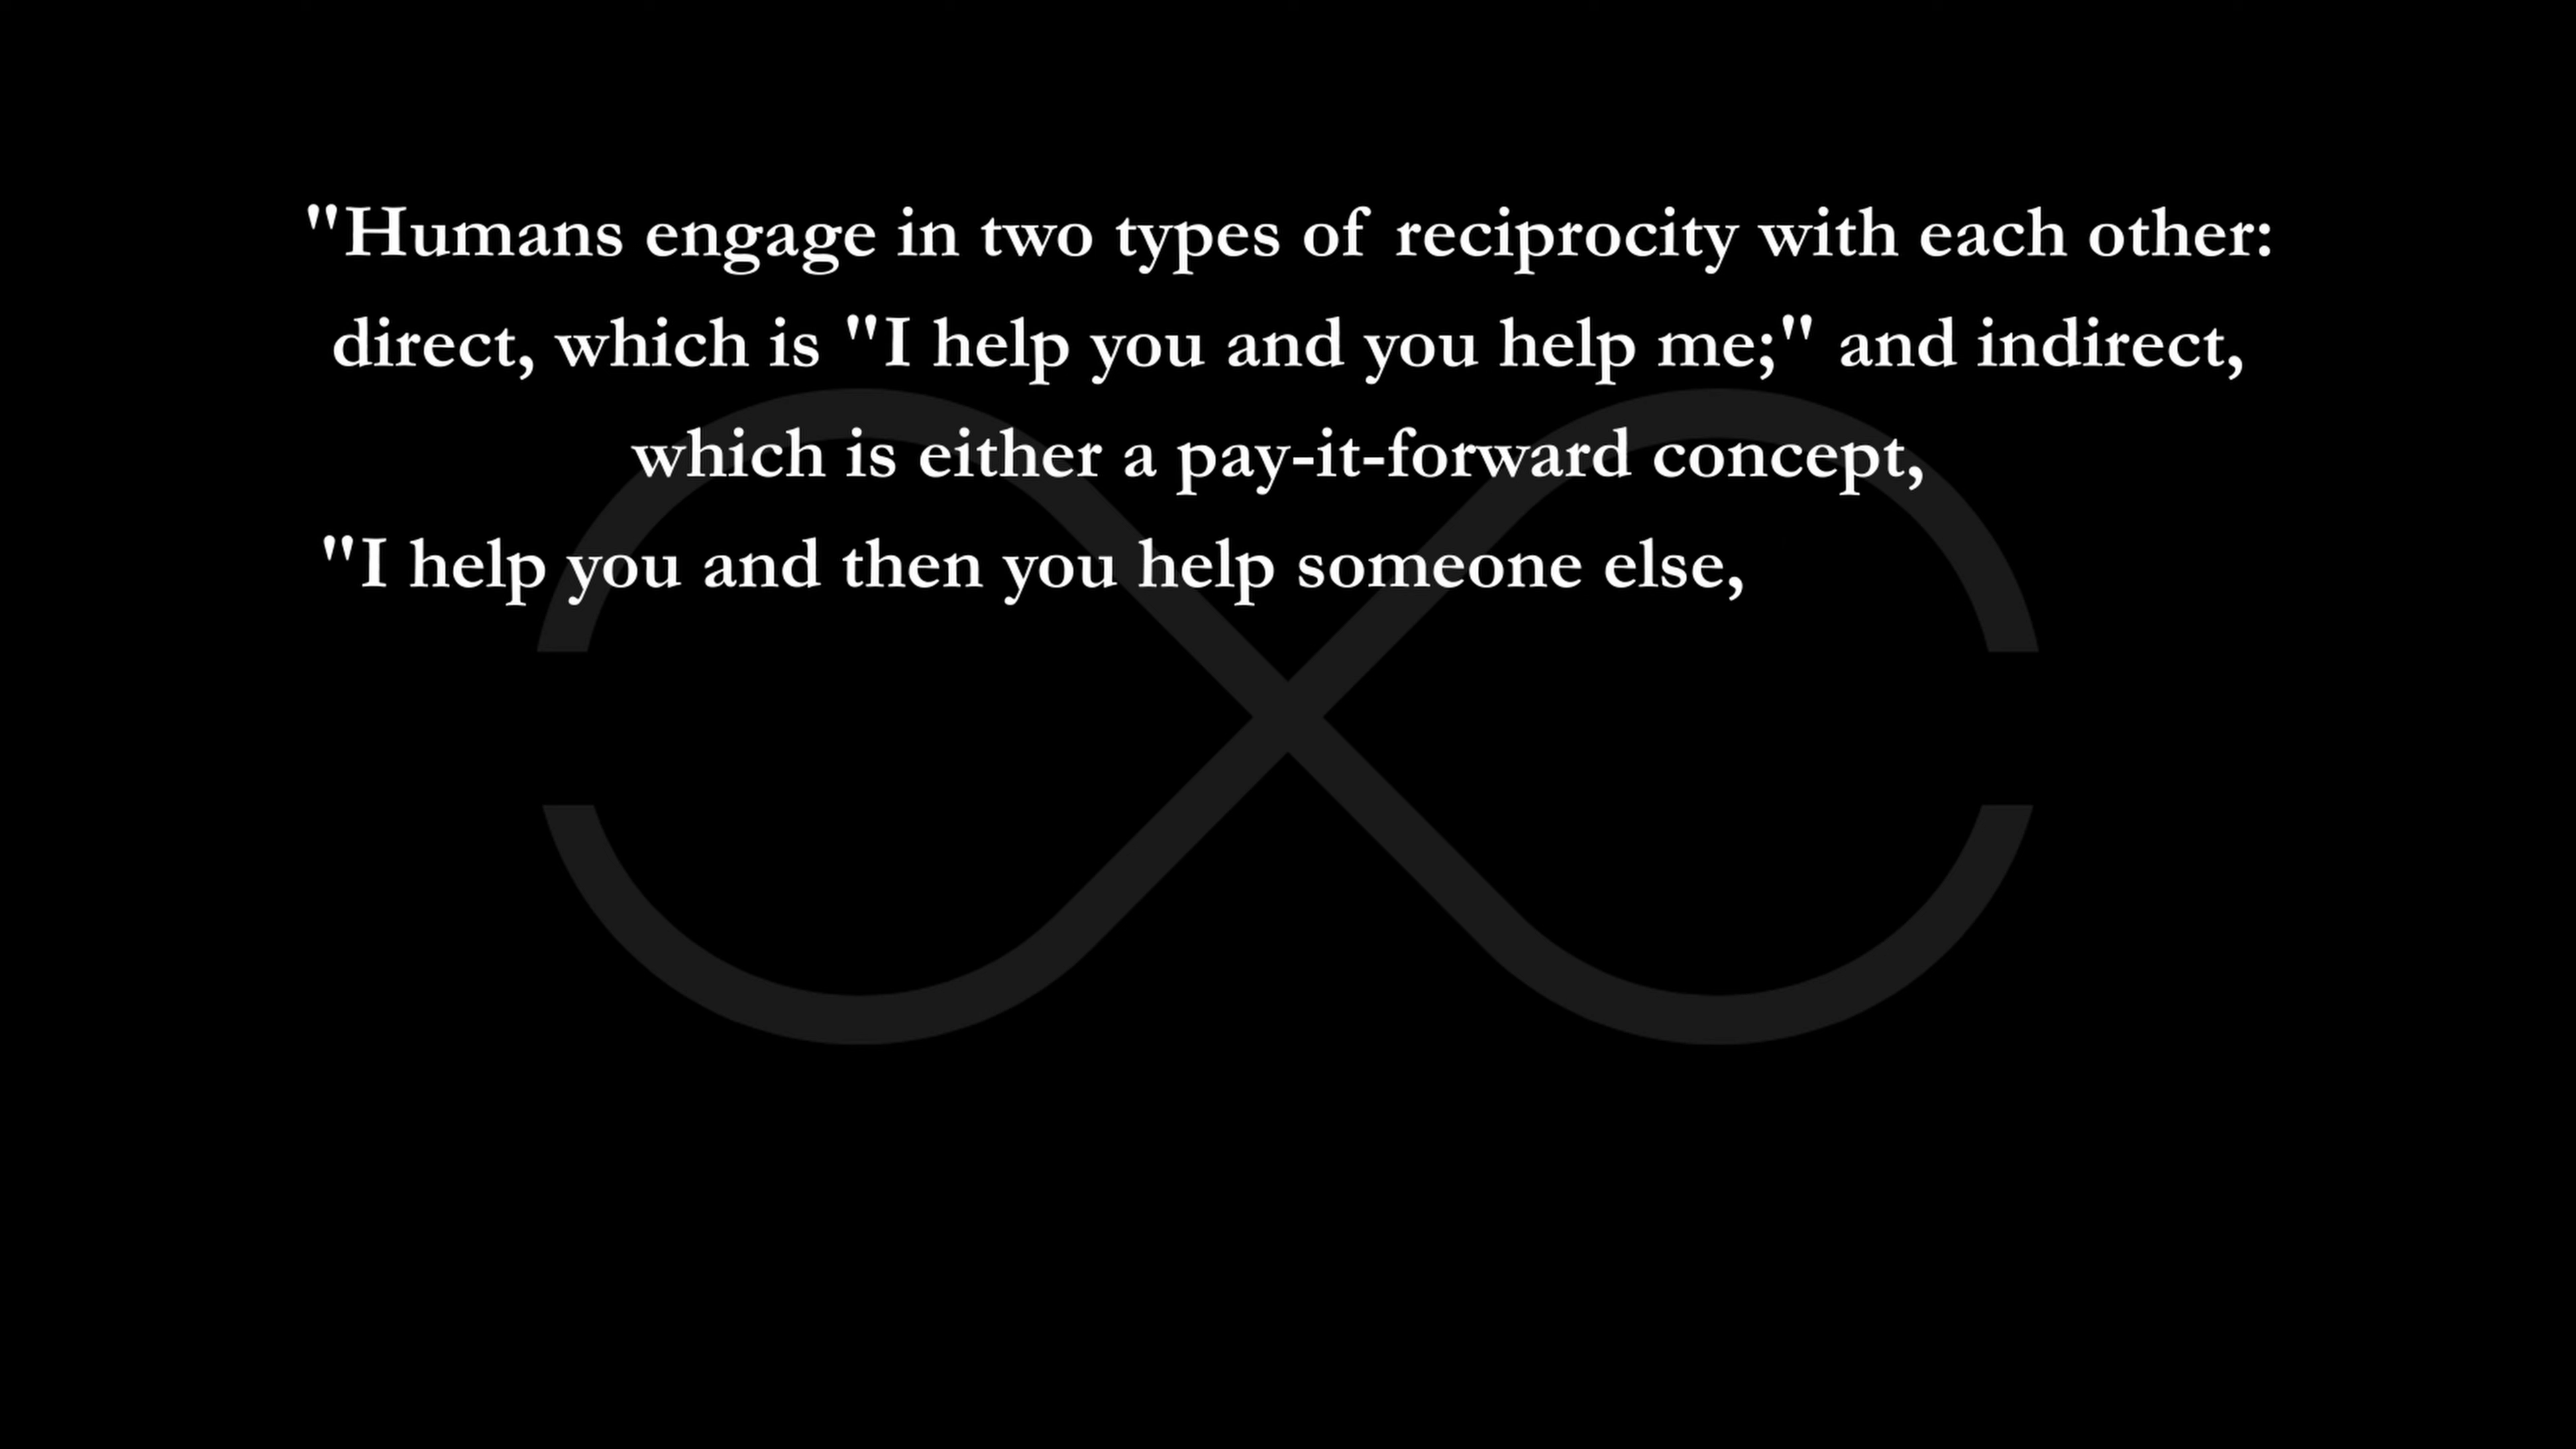 "Humans engage in two types of reciprocity with each other:
direct, which is "I help you and you help me;" and indirect,
which is either a pay-it-forward concept,
"I help you and then you help someone else,